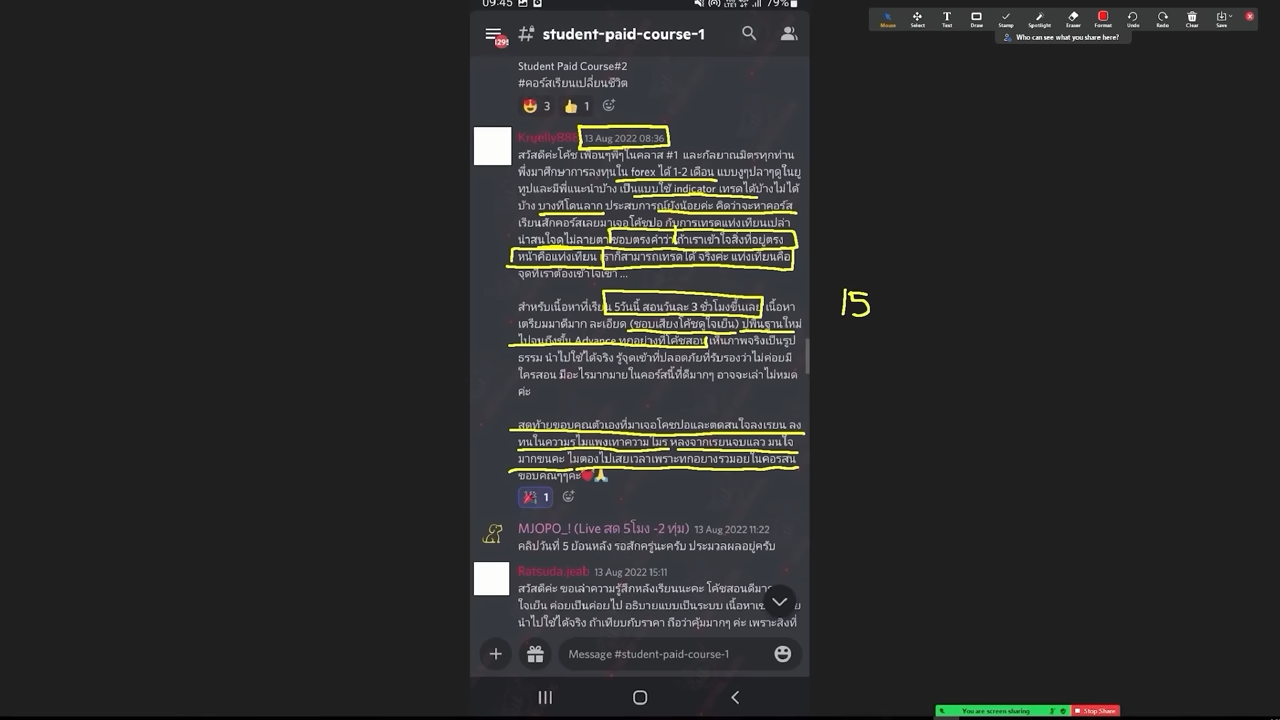 09:45
79%
Mouse
Select
Text
Draw
Stamp
Spotlight
Eraser
Format
Undo
Redo
Clear
Save
Who can see what you share here?
student-paid-course-1
Student Paid Course#2
#คอร์สเรียนเปลี่ยนชีวิต
3
1
13 Aug 2022 08:36
สวัสดีค่ะโค้ช เพื่อนๆพี่ๆในคลาส #1 และกัลยาณมิตรทุกท่าน
พึ่งมาศึกษาการลงทุนใน forex ได้ 1-2 เดือน แบบงูๆปลาๆดูในยู
ทูปและมีพี่แนะนำบ้าง เป็นแบบใช้ indicator เทรดได้บ้างไม่ได้
บ้าง บางทีโดนลาก ประสบการณ์ยังน้อยค่ะ คิดว่าจะหาคอร์ส
เรียนสักคอร์สเลยมาเจอโค้ชปอ กับการเทรดแท่งเทียนเปล่า
น่าสนใจดี ไม่ลายตา ชอบตรงคำว่า ถ้าเราเข้าใจสิ่งที่อยู่ตรง
หน้าคือแท่งเทียน เราก็สามารถเทรดได้ จริงค่ะ แท่งเทียนคือ
จุดที่เราต้องเข้าใจเขา ...
สำหรับเนื้อหาที่เรียน 5วันนี้ สอนวันละ 3 ชั่วโมงขึ้นเลย เนื้อหา
เตรียมมาดีมาก ละเอียด (ชอบเสียงโค้ชดูใจเย็น) ปูพื้นฐานใหม่
ไปจนถึงขั้น Advance ทุกอย่างที่โค้ชสอน เห็นภาพจริงเป็นรูป
ธรรม นำไปใช้ได้จริง รู้จุดเข้าที่ปลอดภัยที่รับรองว่าไม่ค่อยมี
ใครสอน มีอะไรมากมายในคอร์สนี้ที่ดีมากๆ อาจจะเล่าไม่หมด
ค่ะ
สุดท้ายขอบคุณตัวเองที่มาเจอโค้ชปอและตัดสินใจลงเรียน ลง
ทุนในความรู้ไม่แพงเท่าความไม่รู้ หลังจากเรียนจบแล้ว มั่นใจ
มากขึ้นค่ะ ไม่ต้องไปเสียเวลาเพราะทุกอย่างรวมอยู่ในคอร์สนี้
ขอบคุณๆๆค่ะ
1
15
MJOPO_! (Live สด 5โมง -2 ทุ่ม) 13 Aug 2022 11:22
คลิปวันที่ 5 ย้อนหลัง รอสักครู่นะครับ ประมวลผลอยู่ครับ
Ratsuda.jeab 13 Aug 2022 15:11
สวัสดีค่ะ ขอเล่าความรู้สึกหลังเรียนนะคะ โค้ชสอนดีมาก
ใจเย็น ค่อยเป็นค่อยไป อธิบายแบบเป็นระบบ
นำไปใช้ได้จริง ถ้าเทียบกับราคา ถือว่าคุ้มมากๆ ค่ะ เพราะสิ่งที่
Message #student-paid-course-1
You are screen sharing
Stop Share